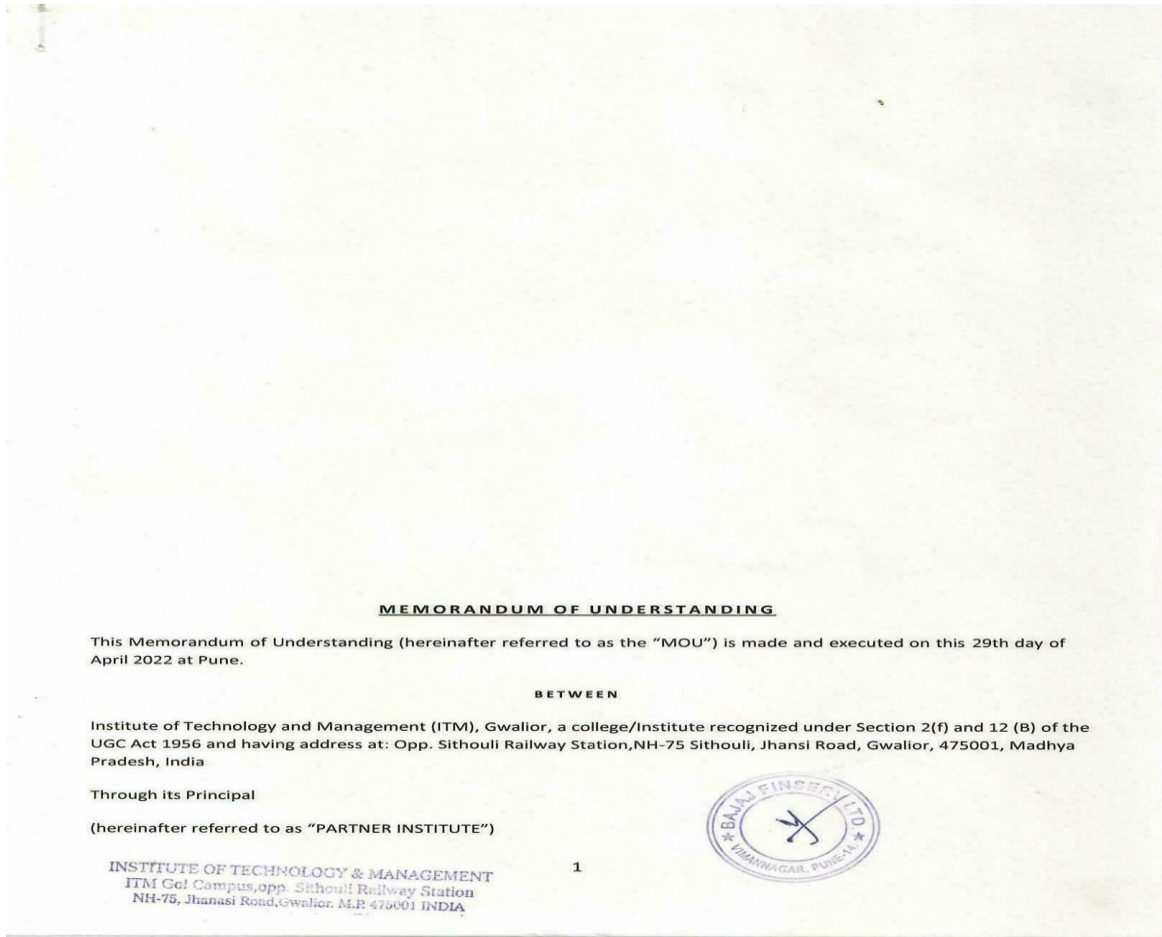 MEMORANDUM OF UNDERSTANDING
This Memorandum of Understanding (hereinafter referred to as the “MOU”) is made and executed on this 29th day of
April 2022 at Pune.
BETWEEN
Institute of Technology and Management (ITM), Gwalior, a college/Institute recognized under Section 2(f) and 12 (B) of the
UGC Act 1956 and having address at: Opp. Sithouli Railway Station,NH-75 Sithouli, Jhansi Road, Gwalior, 475001, Madhya
Pradesh, India
Through its Principal
(hereinafter referred to as “PARTNER INSTITUTE”)
BAJAJ FINSERV LTD.
VIMANNAGAR, PUNE-14.
1
INSTITUTE OF TECHNOLOGY & MANAGEMENT
ITM Gol Campus,opp. Sithouli Railway Station
NH-75, Jhanasi Road,Gwalior. M.P. 475001 INDIA